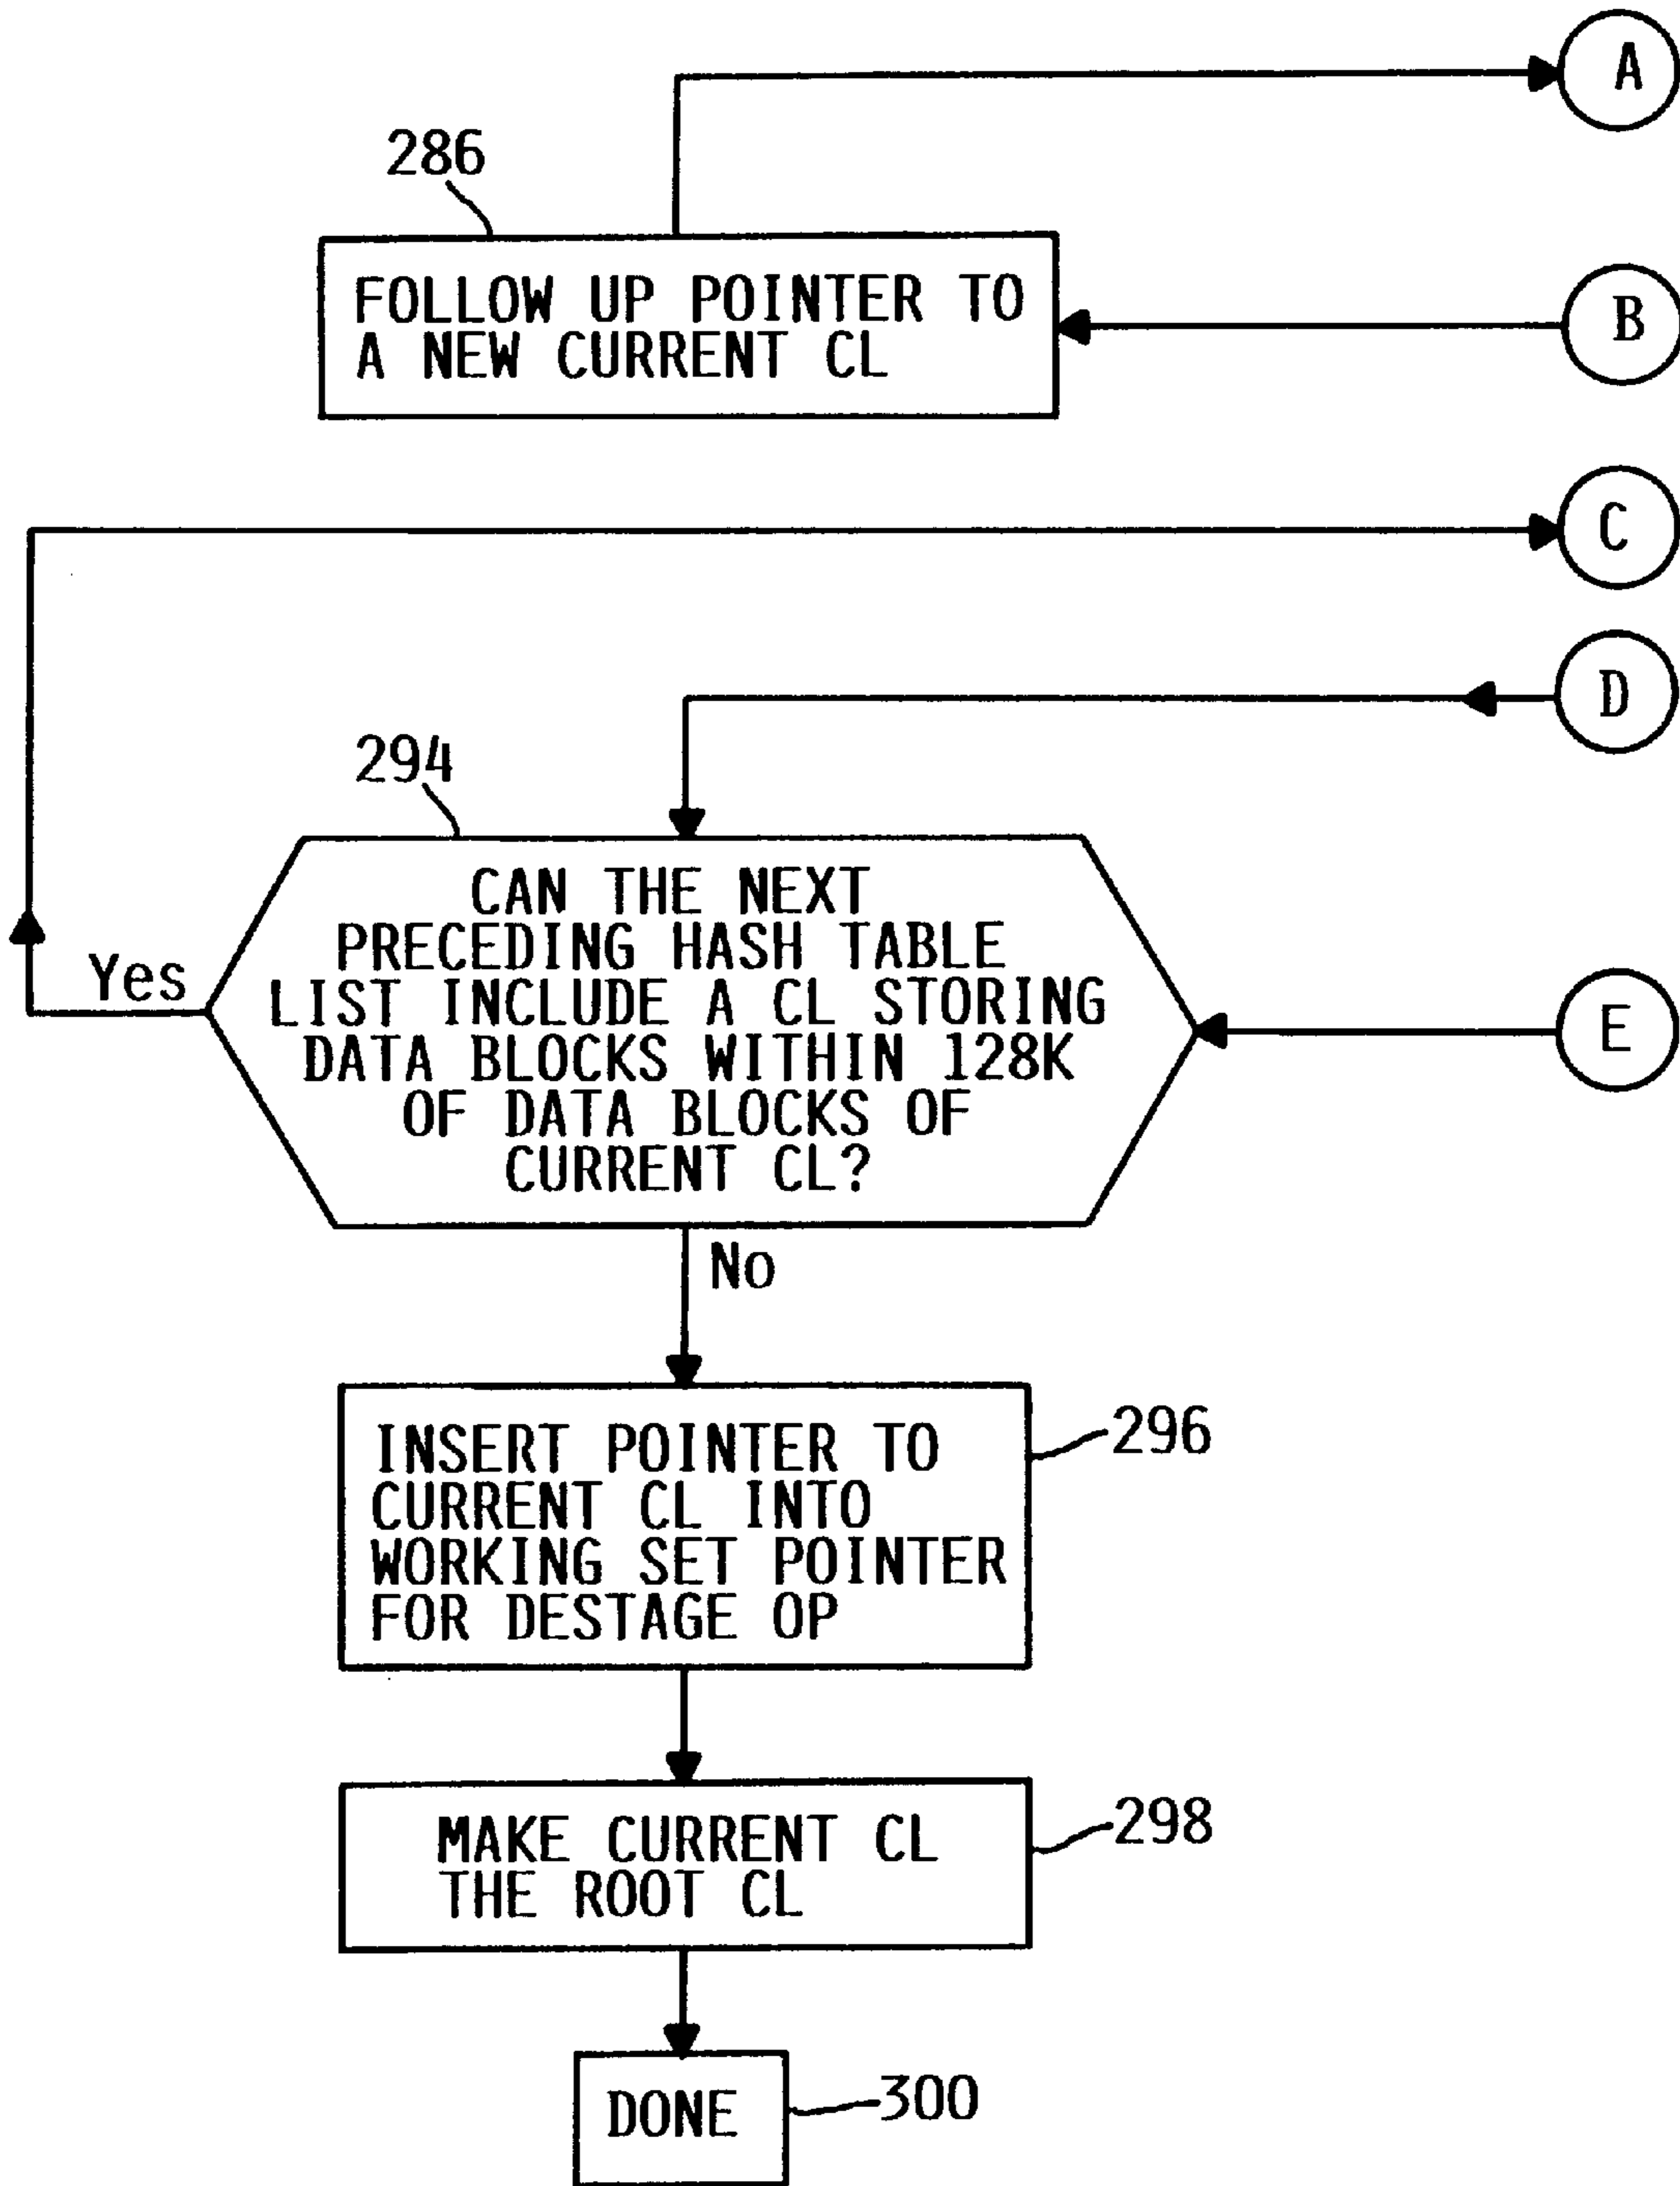 A
286
FOLLOW UP POINTER TO
A NEW CURRENT CL
B
C
D
294
CAN THE NEXT
PRECEDING HASH TABLE
LIST INCLUDE A CL STORING
DATA BLOCKS WITHIN 128K
OF DATA BLOCKS OF
CURRENT CL?
Yes
E
No
INSERT POINTER TO
CURRENT CL INTO
WORKING SET POINTER
FOR DESTAGE OP
296
MAKE CURRENT CL
THE ROOT CL
298
DONE
300